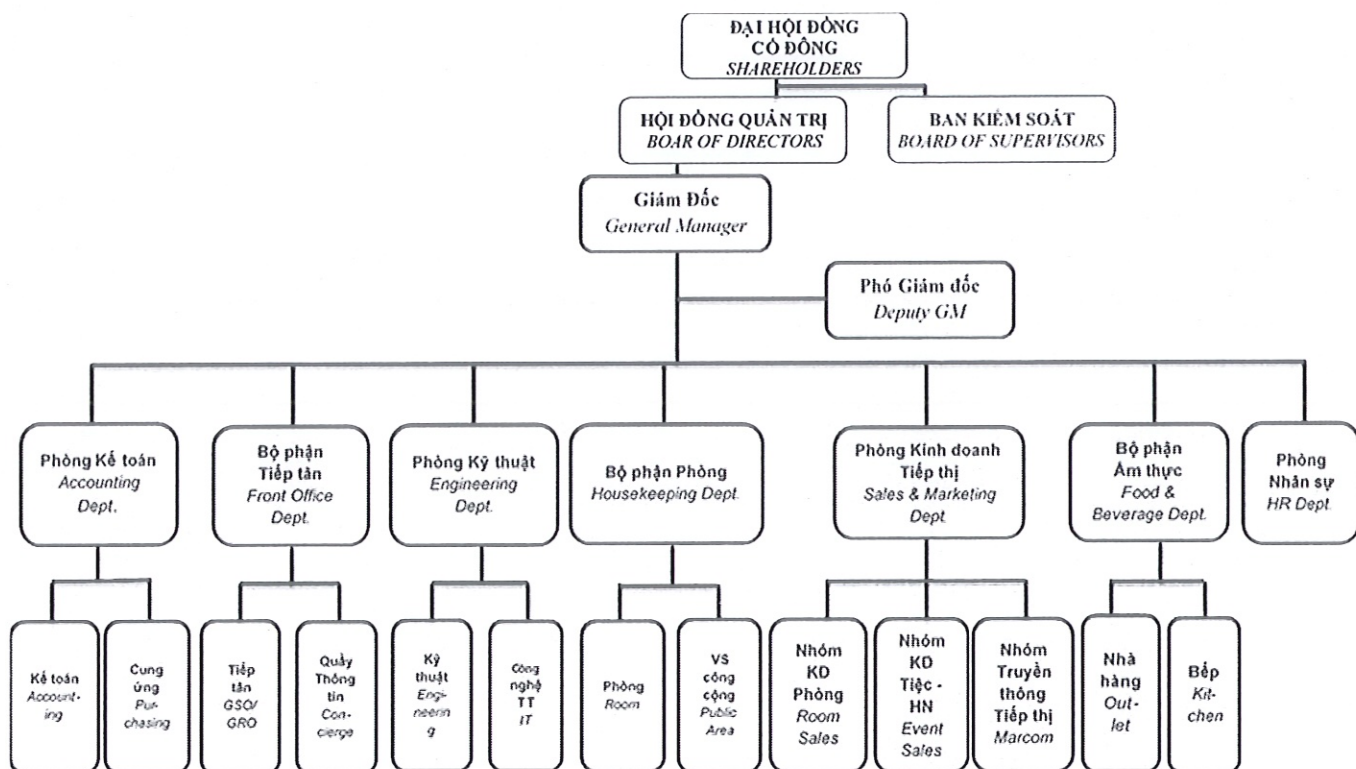 ĐẠI HỘI ĐỒNG
CỔ ĐÔNG
SHAREHOLDERS
HỘI ĐỒNG QUẢN TRỊ
BOAR OF DIRECTORS
BAN KIỂM SOÁT
BOARD OF SUPERVISORS
Giám Đốc
General Manager
Phó Giám đốc
Deputy GM
Phòng Kế toán
Accounting
Dept.
Bộ phận
Tiếp tân
Front Office
Dept.
Phòng Kỹ thuật
Engineering
Dept.
Bộ phận Phòng
Housekeeping Dept.
Phòng Kinh doanh
Tiếp thị
Sales & Marketing
Dept.
Bộ phận
Ẩm thực
Food &
Beverage Dept.
Phòng
Nhân sự
HR Dept.
Kế toán
Account-
ing
Cung
ứng
Pur-
chasing
Tiếp
tân
GSO/
GRO
Quầy
Thông
tin
Con-
cierge
Kỹ
thuật
Engi-
neerin
g
Công
nghệ
TT
IT
Phòng
Room
VS
công
cộng
Public
Area
Nhóm
KD
Phòng
Room
Sales
Nhóm
KD
Tiệc -
HN
Event
Sales
Nhóm
Truyền
thông
Tiếp thị
Marcom
Nhà
hàng
Out-
let
Bếp
Kit-
chen